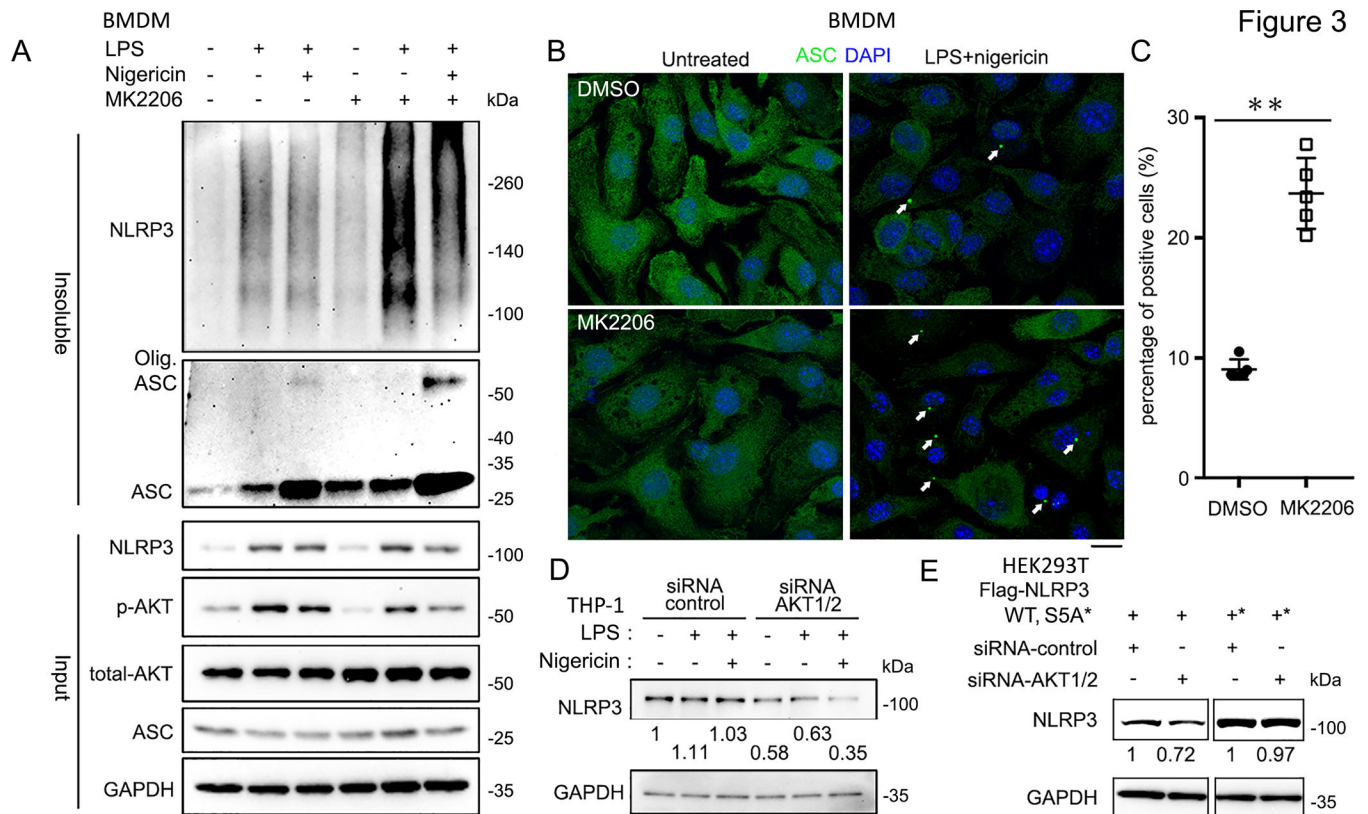 Figure 3
A
BMDM
LPS - + + - + +
Nigericin - - + - - +
MK2206 - - - + + + kDa
Insoluble
NLRP3
-260
-140
-100
Olig.
ASC
-50
-40
-35
ASC
-25
Input
NLRP3
-100
p-AKT
-50
total-AKT
-50
ASC
-25
GAPDH
-35
B
BMDM
Untreated ASC DAPI LPS+nigericin
DMSO
MK2206
C
percentage of positive cells (%)
**
30
20
10
0
DMSO MK2206
D
THP-1
siRNA control siRNA AKT1/2
LPS : - + + - + +
Nigericin : - - + - - + kDa
NLRP3 -100
1 1.03 0.63
1.11 0.58 0.35
GAPDH -35
E
HEK293T
Flag-NLRP3
WT, S5A* + + +* +*
siRNA-control + - + -
siRNA-AKT1/2 - + - + kDa
NLRP3 -100
1 0.72 1 0.97
GAPDH -35